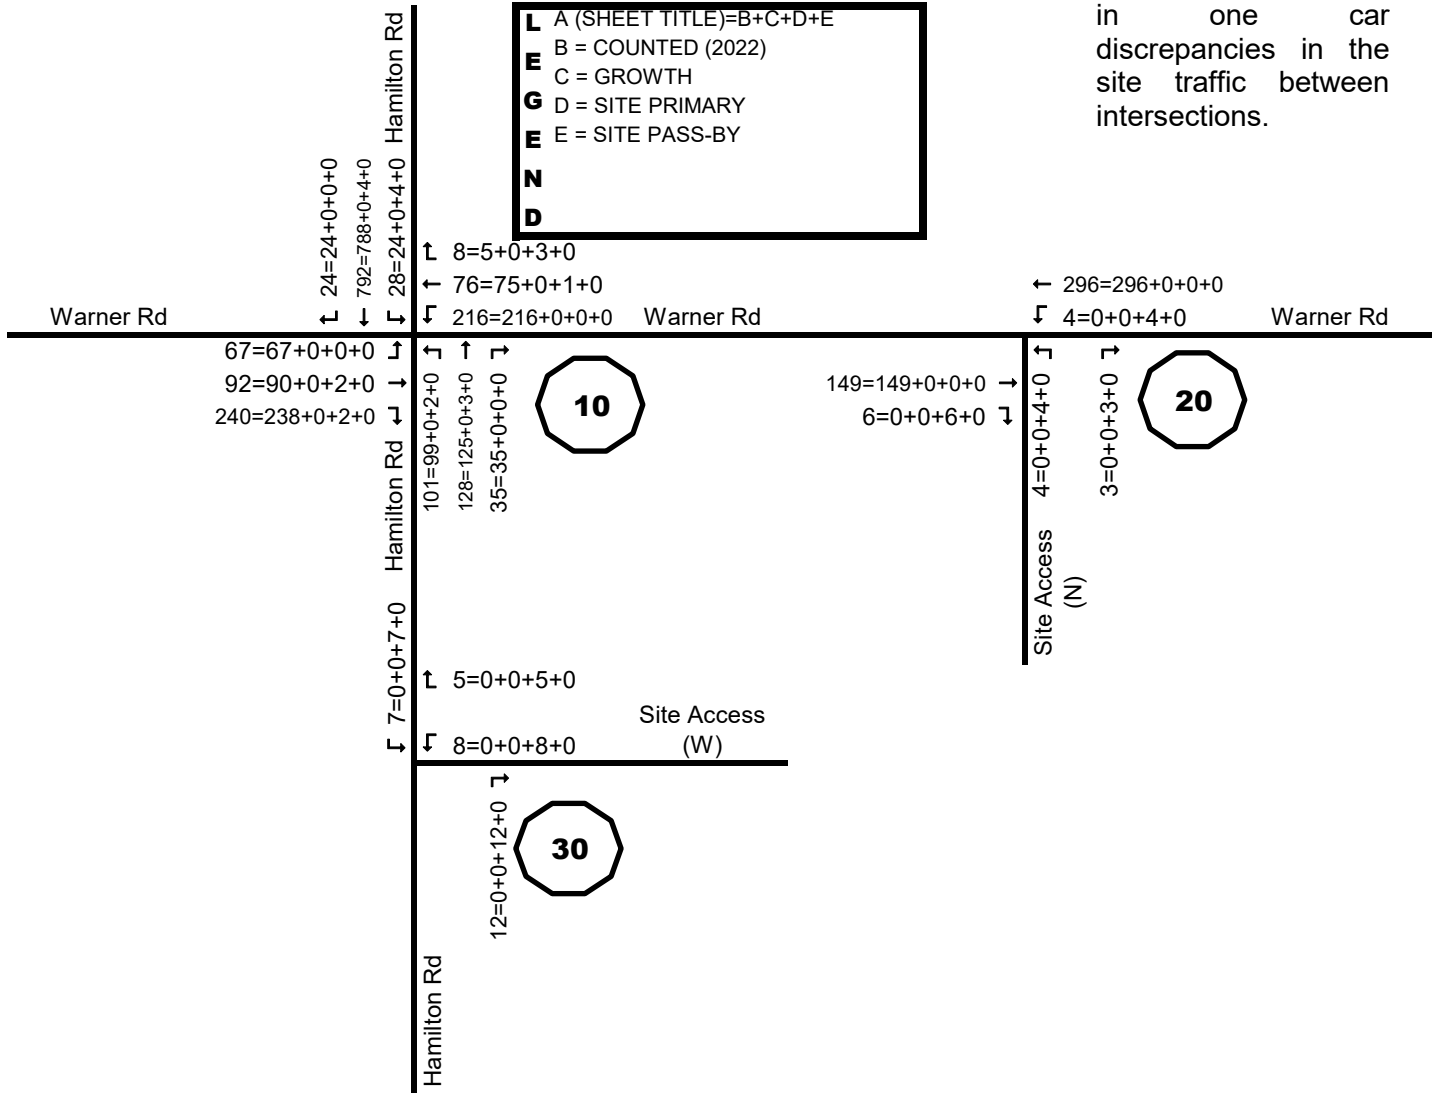 in one car
discrepancies in the
site traffic between
intersections.
L
E
G
E
N
D
A (SHEET TITLE)=B+C+D+E
B = COUNTED (2022)
C = GROWTH
D = SITE PRIMARY
E = SITE PASS-BY
Hamilton Rd
24=24+0+0+0
792=788+0+4+0
28=24+0+4+0
8=5+0+3+0
76=75+0+1+0
216=216+0+0+0
Warner Rd
Warner Rd
296=296+0+0+0
4=0+0+4+0
Warner Rd
67=67+0+0+0
92=90+0+2+0
240=238+0+2+0
Hamilton Rd
101=99+0+2+0
128=125+0+3+0
35=35+0+0+0
10
149=149+0+0+0
6=0+0+6+0
4=0+0+4+0
3=0+0+3+0
20
Site Access
(N)
7=0+0+7+0
5=0+0+5+0
8=0+0+8+0
Site Access
(W)
12=0+0+12+0
30
Hamilton Rd